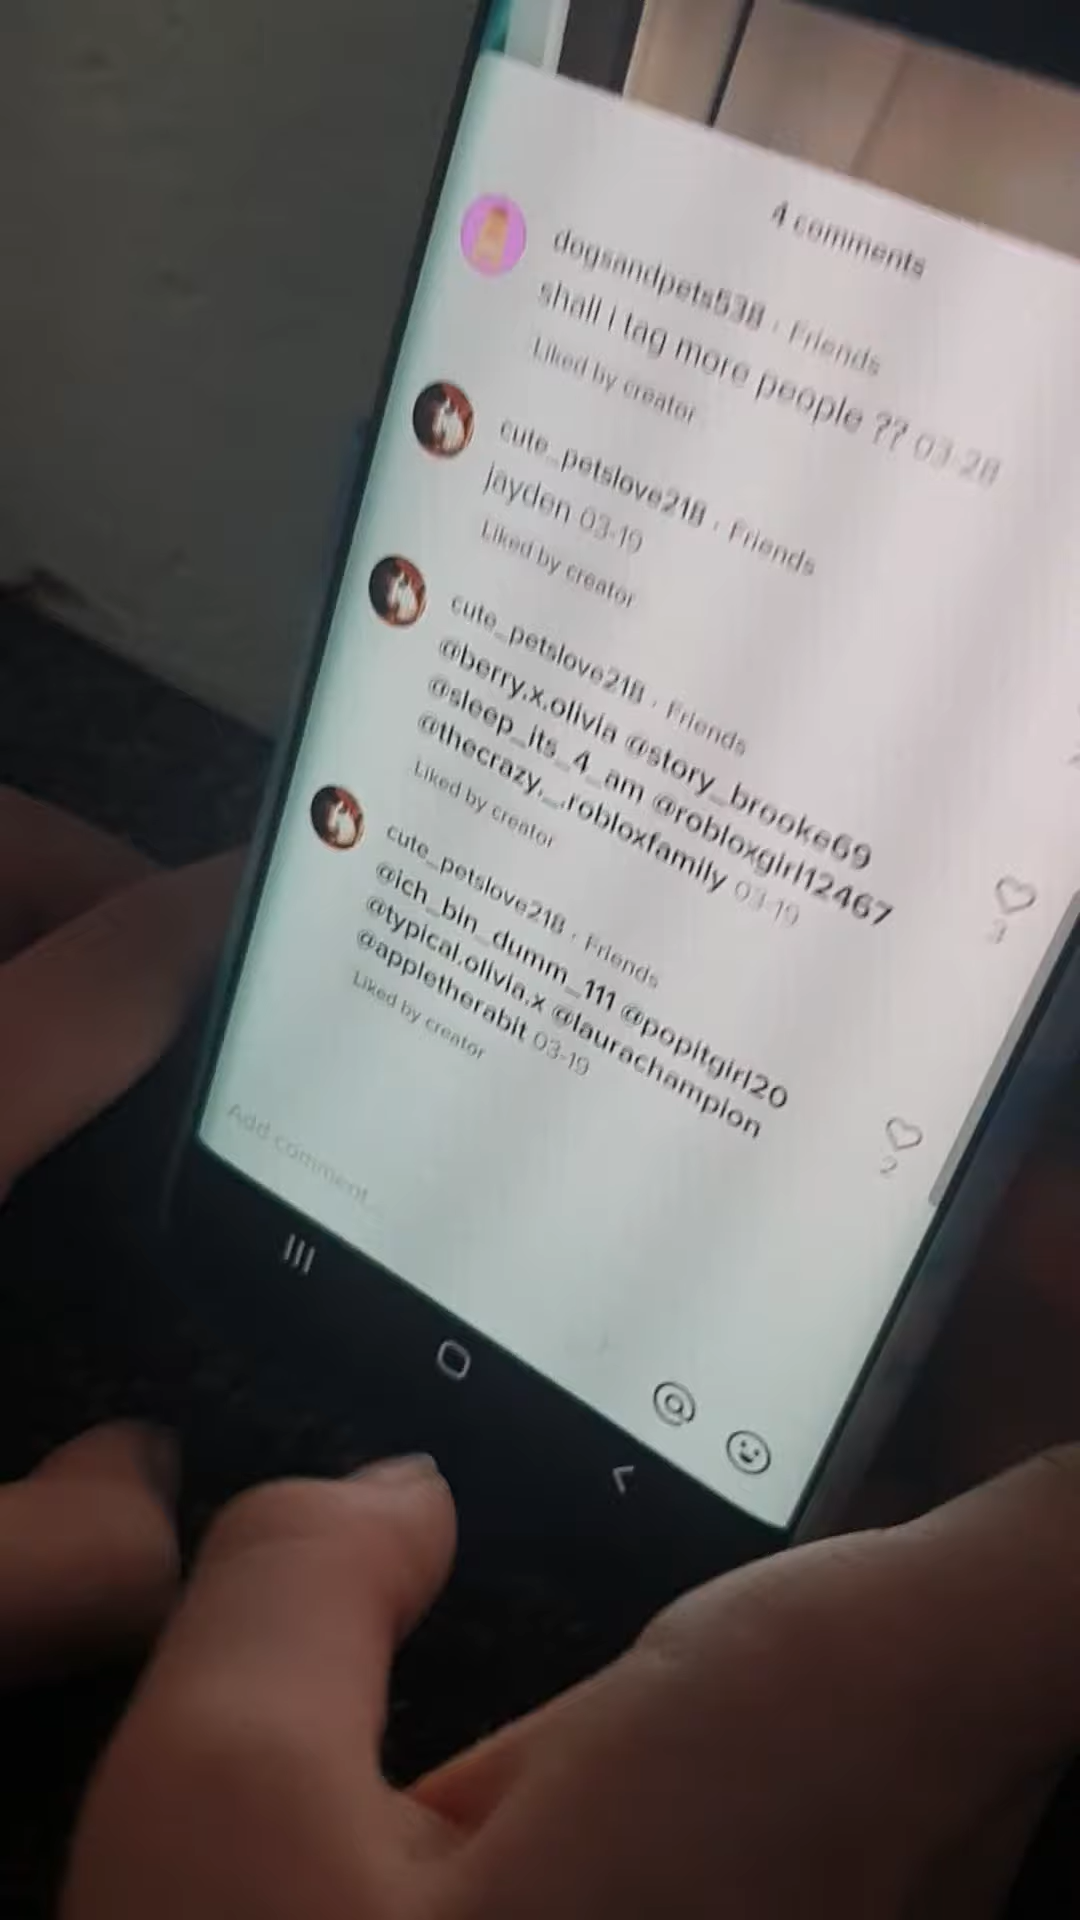 4 comments
dogsandpets538 · Friends
shall i tag more people ?? 03-28
Liked by creator
cute_petslove218 · Friends
jayden 03-19
Liked by creator
cute_petslove218 · Friends
@berry.x.olivia @story_brooke69
@sleep_its_4_am @robloxgirl12467
@thecrazy._.robloxfamily 03-19
Liked by creator
3
cute_petslove218 · Friends
@ich_bin_dumm_111 @popitgirl20
@typical.olivia.x @laurachampion
@appletherabit 03-19
Liked by creator
2
Add comment...